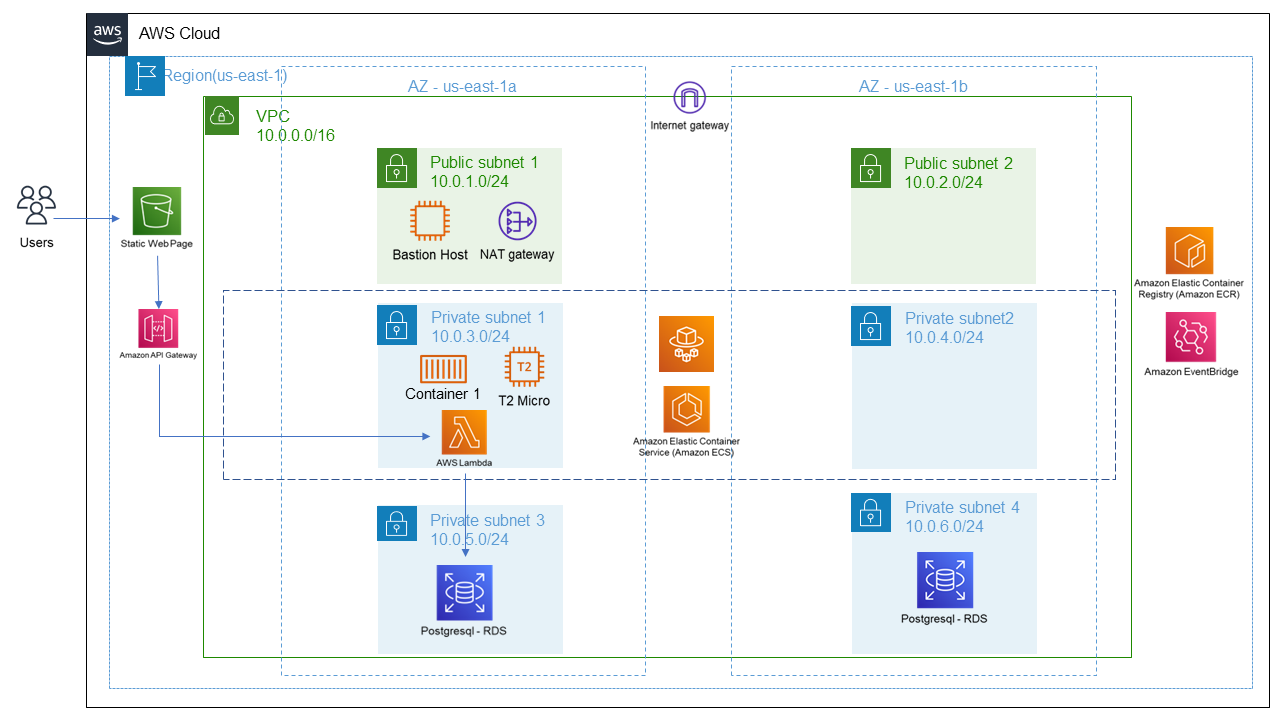 aws
AWS Cloud
Region(us-east-1)
AZ - us-east-1a
AZ - us-east-1b
VPC
10.0.0.0/16
Internet gateway
Public subnet 1
10.0.1.0/24
Public subnet 2
10.0.2.0/24
Users
Static Web Page
Bastion Host
NAT gateway
Amazon Elastic Container
Registry (Amazon ECR)
Private subnet 1
10.0.3.0/24
Private subnet2
10.0.4.0/24
Amazon API Gateway
Container 1
T2
T2 Micro
Amazon EventBridge
Amazon Elastic Container
Service (Amazon ECS)
AWS Lambda
Private subnet 3
10.0.5.0/24
Private subnet 4
10.0.6.0/24
Postgresql - RDS
Postgresql - RDS